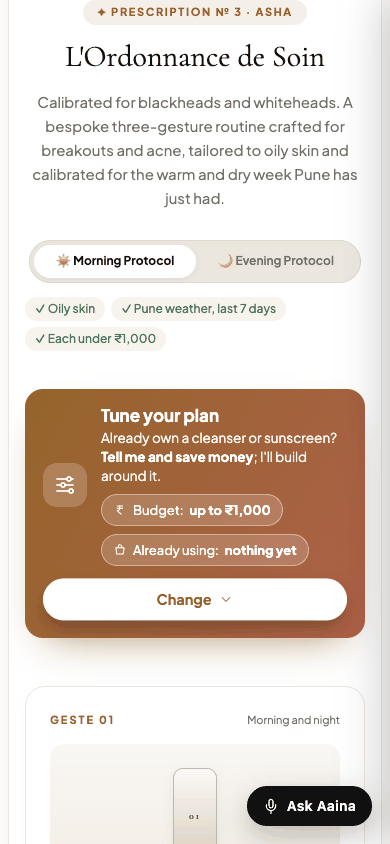 ✦ PRESCRIPTION Nº 3 · ASHA
L'Ordonnance de Soin
Calibrated for blackheads and whiteheads. A
bespoke three-gesture routine crafted for
breakouts and acne, tailored to oily skin and
calibrated for the warm and dry week Pune has
just had.
Morning Protocol
Evening Protocol
✓ Oily skin
✓ Pune weather, last 7 days
✓ Each under ₹1,000
Tune your plan
Already own a cleanser or sunscreen?
Tell me and save money; I'll build
around it.
₹ Budget: up to ₹1,000
Already using: nothing yet
Change
GESTE 01
Morning and night
01
Ask Aaina